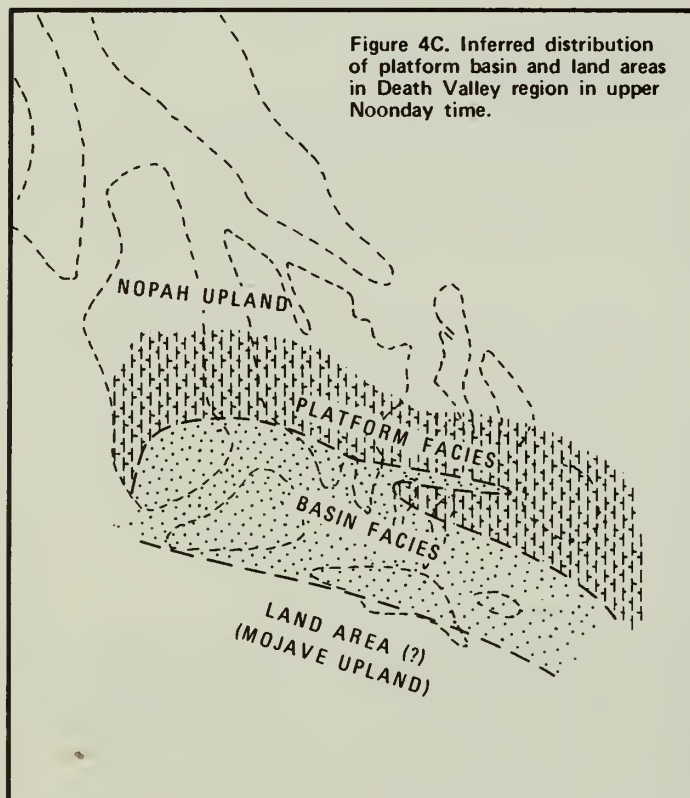 Figure 4C. Inferred distribution
of platform basin and land areas
in Death Valley region in upper
Noonday time.
NOPAH UPLAND
PLATFORM FACIES
BASIN FACIES
LAND AREA (?)
(MOJAVE UPLAND)